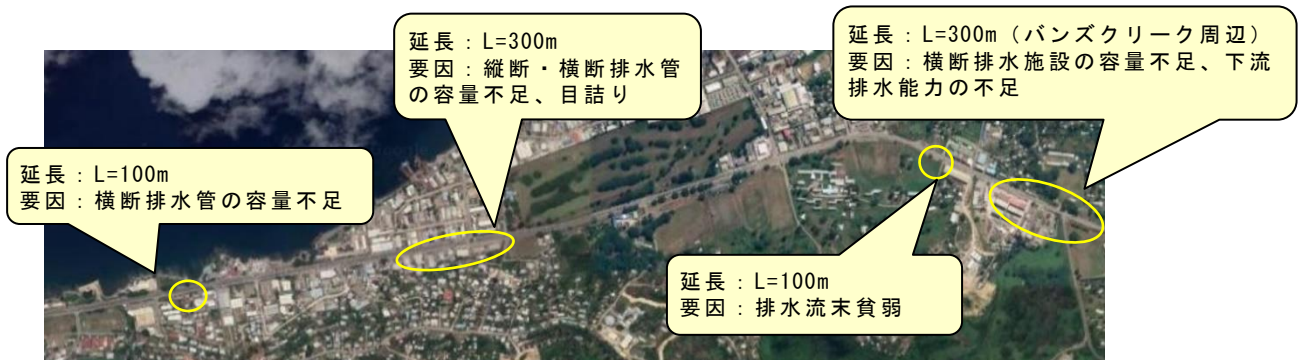 延長：L=100m
要因：横断排水管の容量不足
延長：L=300m
要因：縦断・横断排水管
の容量不足、目詰り
延長：L=100m
要因：排水流末貧弱
延長：L=300m（バンズクリーク周辺）
要因：横断排水施設の容量不足、下流
排水能力の不足